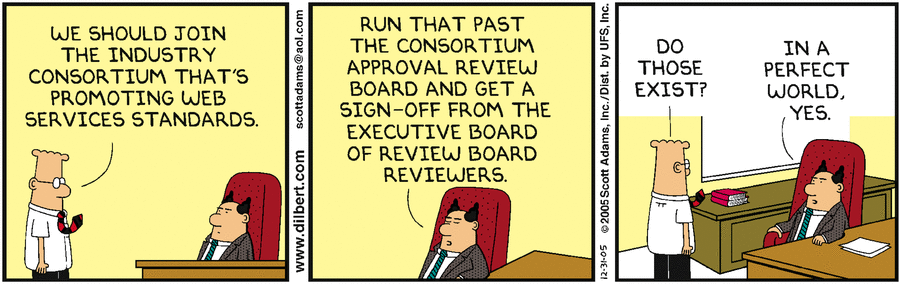 WE SHOULD JOIN
THE INDUSTRY
CONSORTIUM THAT'S
PROMOTING WEB
SERVICES STANDARDS.
www.dilbert.com
scottadams@aol.com
RUN THAT PAST
THE CONSORTIUM
APPROVAL REVIEW
BOARD AND GET A
SIGN-OFF FROM THE
EXECUTIVE BOARD
OF REVIEW BOARD
REVIEWERS.
12-31-05 © 2005 Scott Adams, Inc./Dist. by UFS, Inc.
DO
THOSE
EXIST?
IN A
PERFECT
WORLD,
YES.